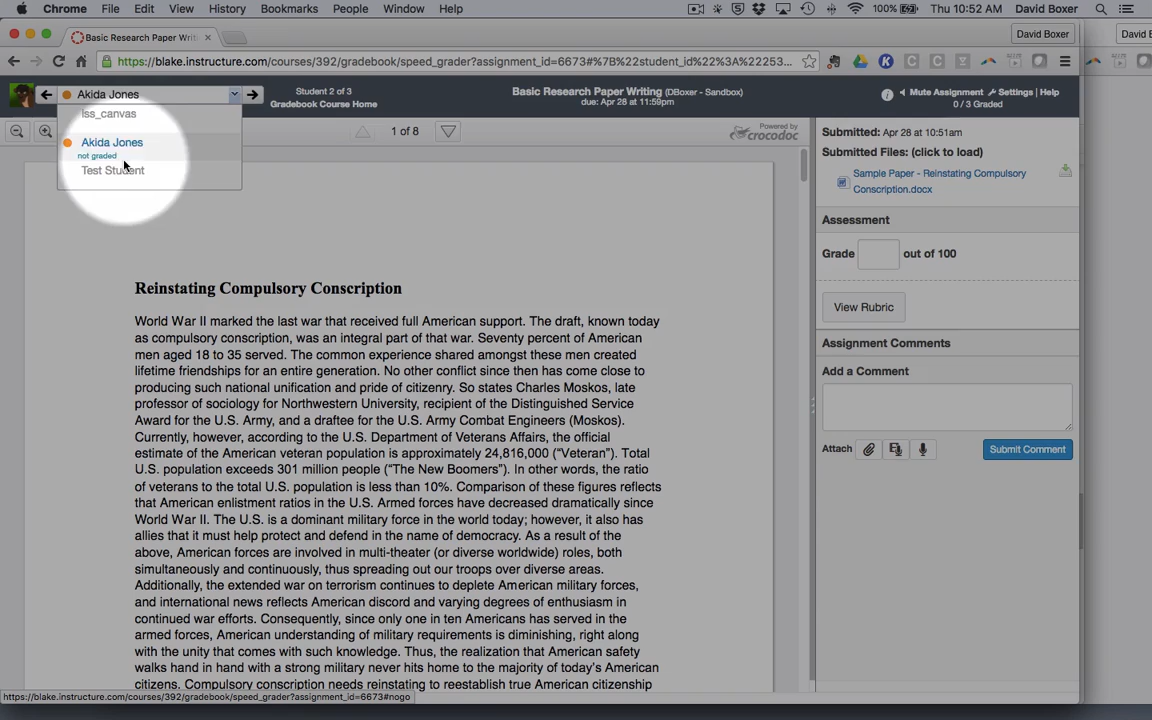 Chrome File Edit View History Bookmarks People Window Help 100% Thu 10:52 AM David Boxer
Basic Research Paper Writi × David Boxer David B
https://blake.instructure.com/courses/392/gradebook/speed_grader?assignment_id=6673#%7B%22student_id%22%3A%22253...
Akida Jones
Student 2 of 3
Gradebook Course Home
Basic Research Paper Writing (DBoxer - Sandbox)
due: Apr 28 at 11:59pm
Mute Assignment Settings | Help
0 / 3 Graded
lss_canvas
Akida Jones
not graded
Test Student
1 of 8
Powered by
crocodoc
Submitted: Apr 28 at 10:51am
Submitted Files: (click to load)
Sample Paper - Reinstating Compulsory
Conscription.docx
Assessment
Grade out of 100
View Rubric
Assignment Comments
Add a Comment
Attach Submit Comment
Reinstating Compulsory Conscription
World War II marked the last war that received full American support. The draft, known today
as compulsory conscription, was an integral part of that war. Seventy percent of American
men aged 18 to 35 served. The common experience shared amongst these men created
lifetime friendships for an entire generation. No other conflict since then has come close to
producing such national unification and pride of citizenry. So states Charles Moskos, late
professor of sociology for Northwestern University, recipient of the Distinguished Service
Award for the U.S. Army, and a draftee for the U.S. Army Combat Engineers (Moskos).
Currently, however, according to the U.S. Department of Veterans Affairs, the official
estimate of the American veteran population is approximately 24,816,000 (“Veteran”). Total
U.S. population exceeds 301 million people (“The New Boomers”). In other words, the ratio
of veterans to the total U.S. population is less than 10%. Comparison of these figures reflects
that American enlistment ratios in the U.S. Armed forces have decreased dramatically since
World War II. The U.S. is a dominant military force in the world today; however, it also has
allies that it must help protect and defend in the name of democracy. As a result of the
above, American forces are involved in multi-theater (or diverse worldwide) roles, both
simultaneously and continuously, thus spreading out our troops over diverse areas.
Additionally, the extended war on terrorism continues to deplete American military forces,
and international news reflects American discord and varying degrees of enthusiasm in
continued war efforts. Consequently, since only one in ten Americans has served in the
armed forces, American understanding of military requirements is diminishing, right along
with the unity that comes with such knowledge. Thus, the realization that American safety
walks hand in hand with a strong military never hits home to the majority of today’s American
citizens. Compulsory conscription needs reinstating to reestablish true American citizenship
https://blake.instructure.com/courses/392/gradebook/speed_grader?assignment_id=6673#nogo